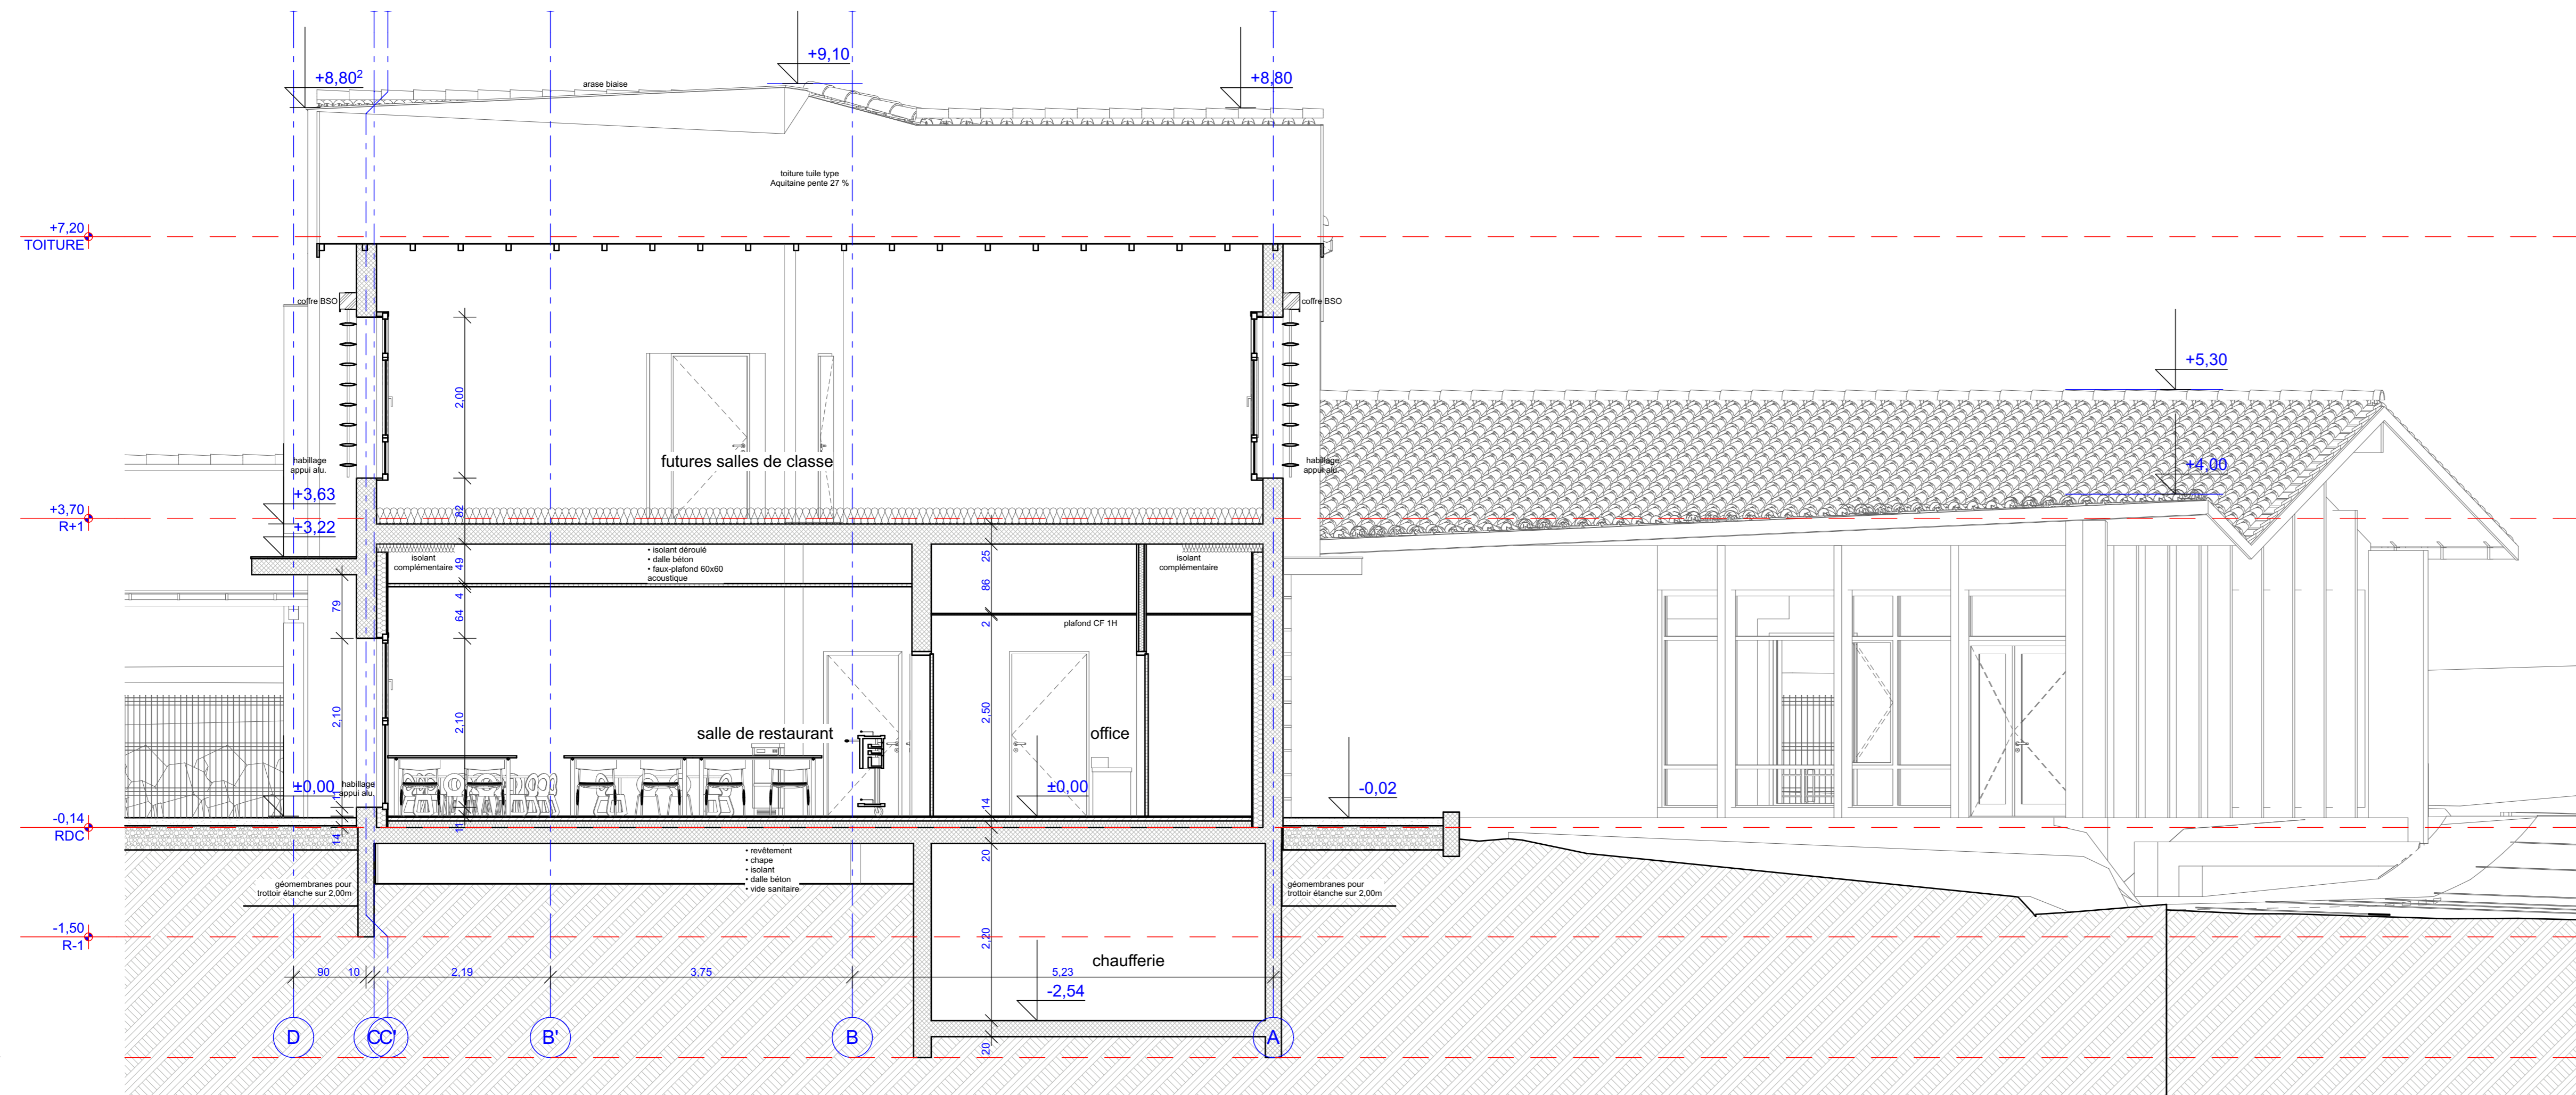 +9,10
+8,80²
+8,80
arase biaise
toiture tuile type
Aquitaine pente 27 %
+7,20
TOITURE
coffre BSO
coffre BSO
+5,30
2,00
futures salles de classe
habillage
appui alu.
habillage
appui alu.
+4,00
+3,63
82
+3,70
R+1
+3,22
isolant
complémentaire
49
• isolant déroulé
• dalle béton
• faux-plafond 60x60
acoustique
25
isolant
complémentaire
86
4
79
64
2
plafond CF 1H
2,10
2,10
2,50
salle de restaurant
office
±0,00
habillage
appui alu.
±0,00
-0,02
14
11
-0,14
RDC
11
14
20
• revêtement
• chape
• isolant
• dalle béton
• vide sanitaire
géomembranes pour
trottoir étanche sur 2,00m
géomembranes pour
trottoir étanche sur 2,00m
-1,50
R-1
2,20
chaufferie
90
10
2,19
3,75
5,23
-2,54
D
C
C'
B'
B
A
20